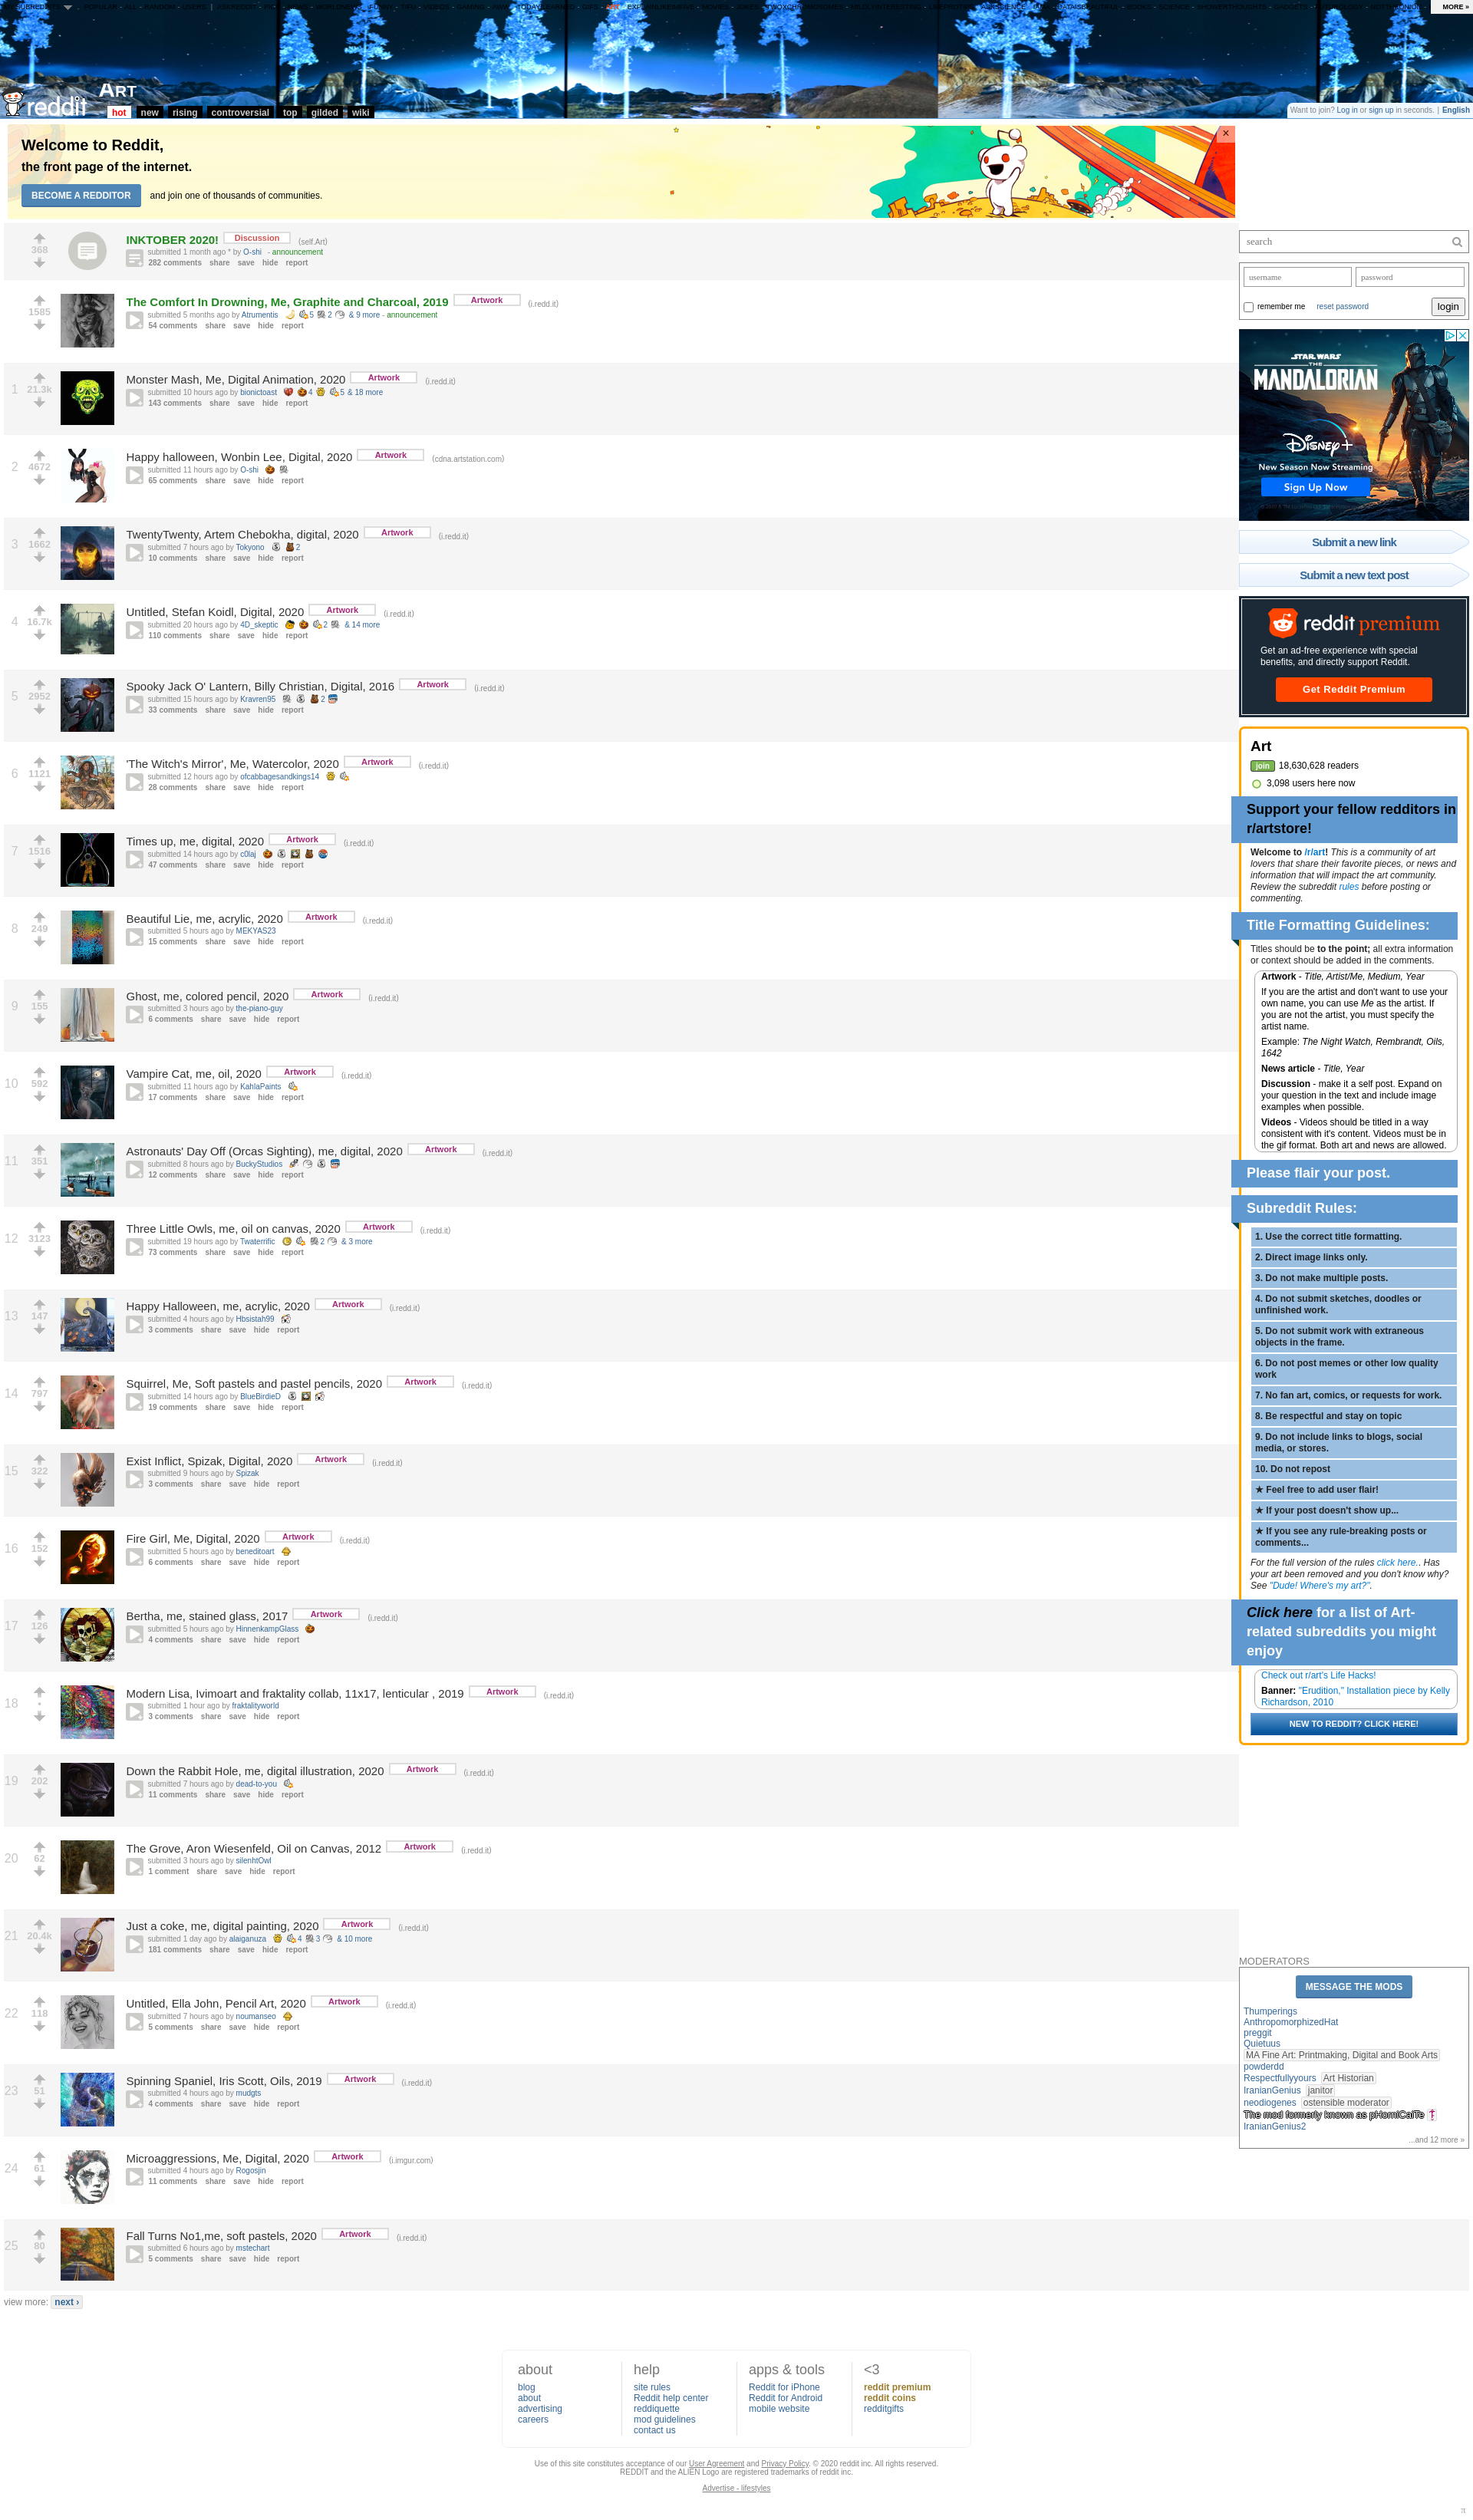 MORE »
reddit ART
hot new rising controversial top gilded wiki
Want to join? Log in or sign up in seconds. | English
Welcome to Reddit,
the front page of the internet.
BECOME A REDDITOR and join one of thousands of communities.
×
368
INKTOBER 2020! Discussion (self.Art)
submitted 1 month ago * by O-shi - announcement
282 comments share save hide report
1585
The Comfort In Drowning, Me, Graphite and Charcoal, 2019 Artwork (i.redd.it)
submitted 5 months ago by Atrumentis 5 2 & 9 more - announcement
54 comments share save hide report
1 21.3k
Monster Mash, Me, Digital Animation, 2020 Artwork (i.redd.it)
submitted 10 hours ago by bionictoast 4 5 & 18 more
143 comments share save hide report
2 4672
Happy halloween, Wonbin Lee, Digital, 2020 Artwork (cdna.artstation.com)
submitted 11 hours ago by O-shi
65 comments share save hide report
3 1662
TwentyTwenty, Artem Chebokha, digital, 2020 Artwork (i.redd.it)
submitted 7 hours ago by Tokyono 2
10 comments share save hide report
4 16.7k
Untitled, Stefan Koidl, Digital, 2020 Artwork (i.redd.it)
submitted 20 hours ago by 4D_skeptic 2 & 14 more
110 comments share save hide report
5 2952
Spooky Jack O' Lantern, Billy Christian, Digital, 2016 Artwork (i.redd.it)
submitted 15 hours ago by Kravren95 2
33 comments share save hide report
6 1121
'The Witch's Mirror', Me, Watercolor, 2020 Artwork (i.redd.it)
submitted 12 hours ago by ofcabbagesandkings14
28 comments share save hide report
7 1516
Times up, me, digital, 2020 Artwork (i.redd.it)
submitted 14 hours ago by c0laj
47 comments share save hide report
8 249
Beautiful Lie, me, acrylic, 2020 Artwork (i.redd.it)
submitted 5 hours ago by MEKYAS23
15 comments share save hide report
9 155
Ghost, me, colored pencil, 2020 Artwork (i.redd.it)
submitted 3 hours ago by the-piano-guy
6 comments share save hide report
10 592
Vampire Cat, me, oil, 2020 Artwork (i.redd.it)
submitted 11 hours ago by KahlaPaints
17 comments share save hide report
11 351
Astronauts' Day Off (Orcas Sighting), me, digital, 2020 Artwork (i.redd.it)
submitted 8 hours ago by BuckyStudios
12 comments share save hide report
12 3123
Three Little Owls, me, oil on canvas, 2020 Artwork (i.redd.it)
submitted 19 hours ago by Twaterrific 2 & 3 more
73 comments share save hide report
13 147
Happy Halloween, me, acrylic, 2020 Artwork (i.redd.it)
submitted 4 hours ago by Hbsistah99
3 comments share save hide report
14 797
Squirrel, Me, Soft pastels and pastel pencils, 2020 Artwork (i.redd.it)
submitted 14 hours ago by BlueBirdieD
19 comments share save hide report
15 322
Exist Inflict, Spizak, Digital, 2020 Artwork (i.redd.it)
submitted 9 hours ago by Spizak
3 comments share save hide report
16 152
Fire Girl, Me, Digital, 2020 Artwork (i.redd.it)
submitted 5 hours ago by beneditoart
6 comments share save hide report
17 126
Bertha, me, stained glass, 2017 Artwork (i.redd.it)
submitted 5 hours ago by HinnenkampGlass
4 comments share save hide report
18 •
Modern Lisa, Ivimoart and fraktality collab, 11x17, lenticular , 2019 Artwork (i.redd.it)
submitted 1 hour ago by fraktalityworld
3 comments share save hide report
19 202
Down the Rabbit Hole, me, digital illustration, 2020 Artwork (i.redd.it)
submitted 7 hours ago by dead-to-you
11 comments share save hide report
20 62
The Grove, Aron Wiesenfeld, Oil on Canvas, 2012 Artwork (i.redd.it)
submitted 3 hours ago by silenhtOwl
1 comment share save hide report
21 20.4k
Just a coke, me, digital painting, 2020 Artwork (i.redd.it)
submitted 1 day ago by alaiganuza 4 3 & 10 more
181 comments share save hide report
22 118
Untitled, Ella John, Pencil Art, 2020 Artwork (i.redd.it)
submitted 7 hours ago by noumanseo
5 comments share save hide report
23 51
Spinning Spaniel, Iris Scott, Oils, 2019 Artwork (i.redd.it)
submitted 4 hours ago by mudgts
4 comments share save hide report
24 61
Microaggressions, Me, Digital, 2020 Artwork (i.imgur.com)
submitted 4 hours ago by Rogosjin
11 comments share save hide report
25 80
Fall Turns No1,me, soft pastels, 2020 Artwork (i.redd.it)
submitted 6 hours ago by mstechart
5 comments share save hide report
view more: next ›
search
username password
remember me reset password login
STAR WARS
THE MANDALORIAN
Disney+
New Season Now Streaming
Sign Up Now
Submit a new link
Submit a new text post
reddit premium
Get an ad-free experience with special
benefits, and directly support Reddit.
Get Reddit Premium
Art
join 18,630,628 readers
3,098 users here now
Support your fellow redditors in
r/artstore!
Welcome to /r/art! This is a community of art
lovers that share their favorite pieces, or news and
information that will impact the art community.
Review the subreddit rules before posting or
commenting.
Title Formatting Guidelines:
Titles should be to the point; all extra information
or context should be added in the comments.
Artwork - Title, Artist/Me, Medium, Year
If you are the artist and don't want to use your
own name, you can use Me as the artist. If
you are not the artist, you must specify the
artist name.
Example: The Night Watch, Rembrandt, Oils,
1642
News article - Title, Year
Discussion - make it a self post. Expand on
your question in the text and include image
examples when possible.
Videos - Videos should be titled in a way
consistent with it's content. Videos must be in
the gif format. Both art and news are allowed.
Please flair your post.
Subreddit Rules:
1. Use the correct title formatting.
2. Direct image links only.
3. Do not make multiple posts.
4. Do not submit sketches, doodles or
unfinished work.
5. Do not submit work with extraneous
objects in the frame.
6. Do not post memes or other low quality
work
7. No fan art, comics, or requests for work.
8. Be respectful and stay on topic
9. Do not include links to blogs, social
media, or stores.
10. Do not repost
★ Feel free to add user flair!
★ If your post doesn't show up...
★ If you see any rule-breaking posts or
comments...
For the full version of the rules click here.. Has
your art been removed and you don't know why?
See "Dude! Where's my art?".
Click here for a list of Art-
related subreddits you might
enjoy
Check out r/art's Life Hacks!
Banner: "Erudition," Installation piece by Kelly
Richardson, 2010
NEW TO REDDIT? CLICK HERE!
MODERATORS
MESSAGE THE MODS
Thumperings
AnthropomorphizedHat
preggit
Quietuus
MA Fine Art: Printmaking, Digital and Book Arts
powderdd
Respectfullyyours Art Historian
IranianGenius janitor
neodiogenes ostensible moderator
The mod formerly known as pHorniCaiTe
IranianGenius2
...and 12 more »
about
blog
about
advertising
careers
help
site rules
Reddit help center
reddiquette
mod guidelines
contact us
apps & tools
Reddit for iPhone
Reddit for Android
mobile website
<3
reddit premium
reddit coins
redditgifts
Use of this site constitutes acceptance of our User Agreement and Privacy Policy. © 2020 reddit inc. All rights reserved.
REDDIT and the ALIEN Logo are registered trademarks of reddit inc.
Advertise - lifestyles
π